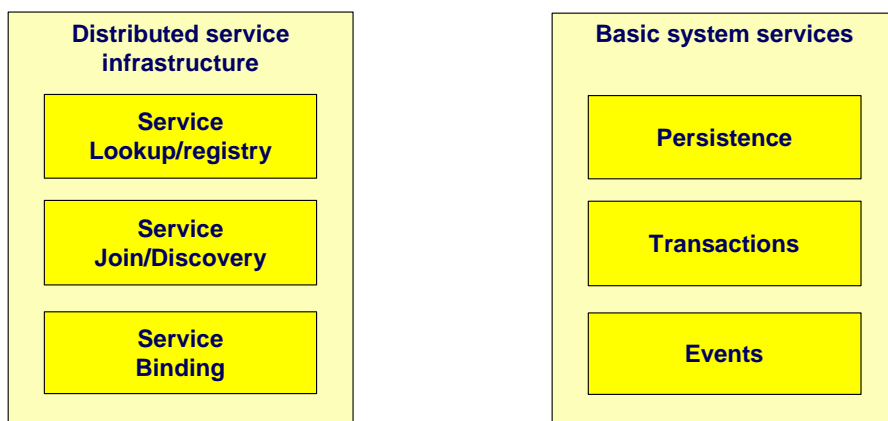 Distributed service
infrastructure
Service
Lookup/registry
Service
Join/Discovery
Service
Binding
Basic system services
Persistence
Transactions
Events